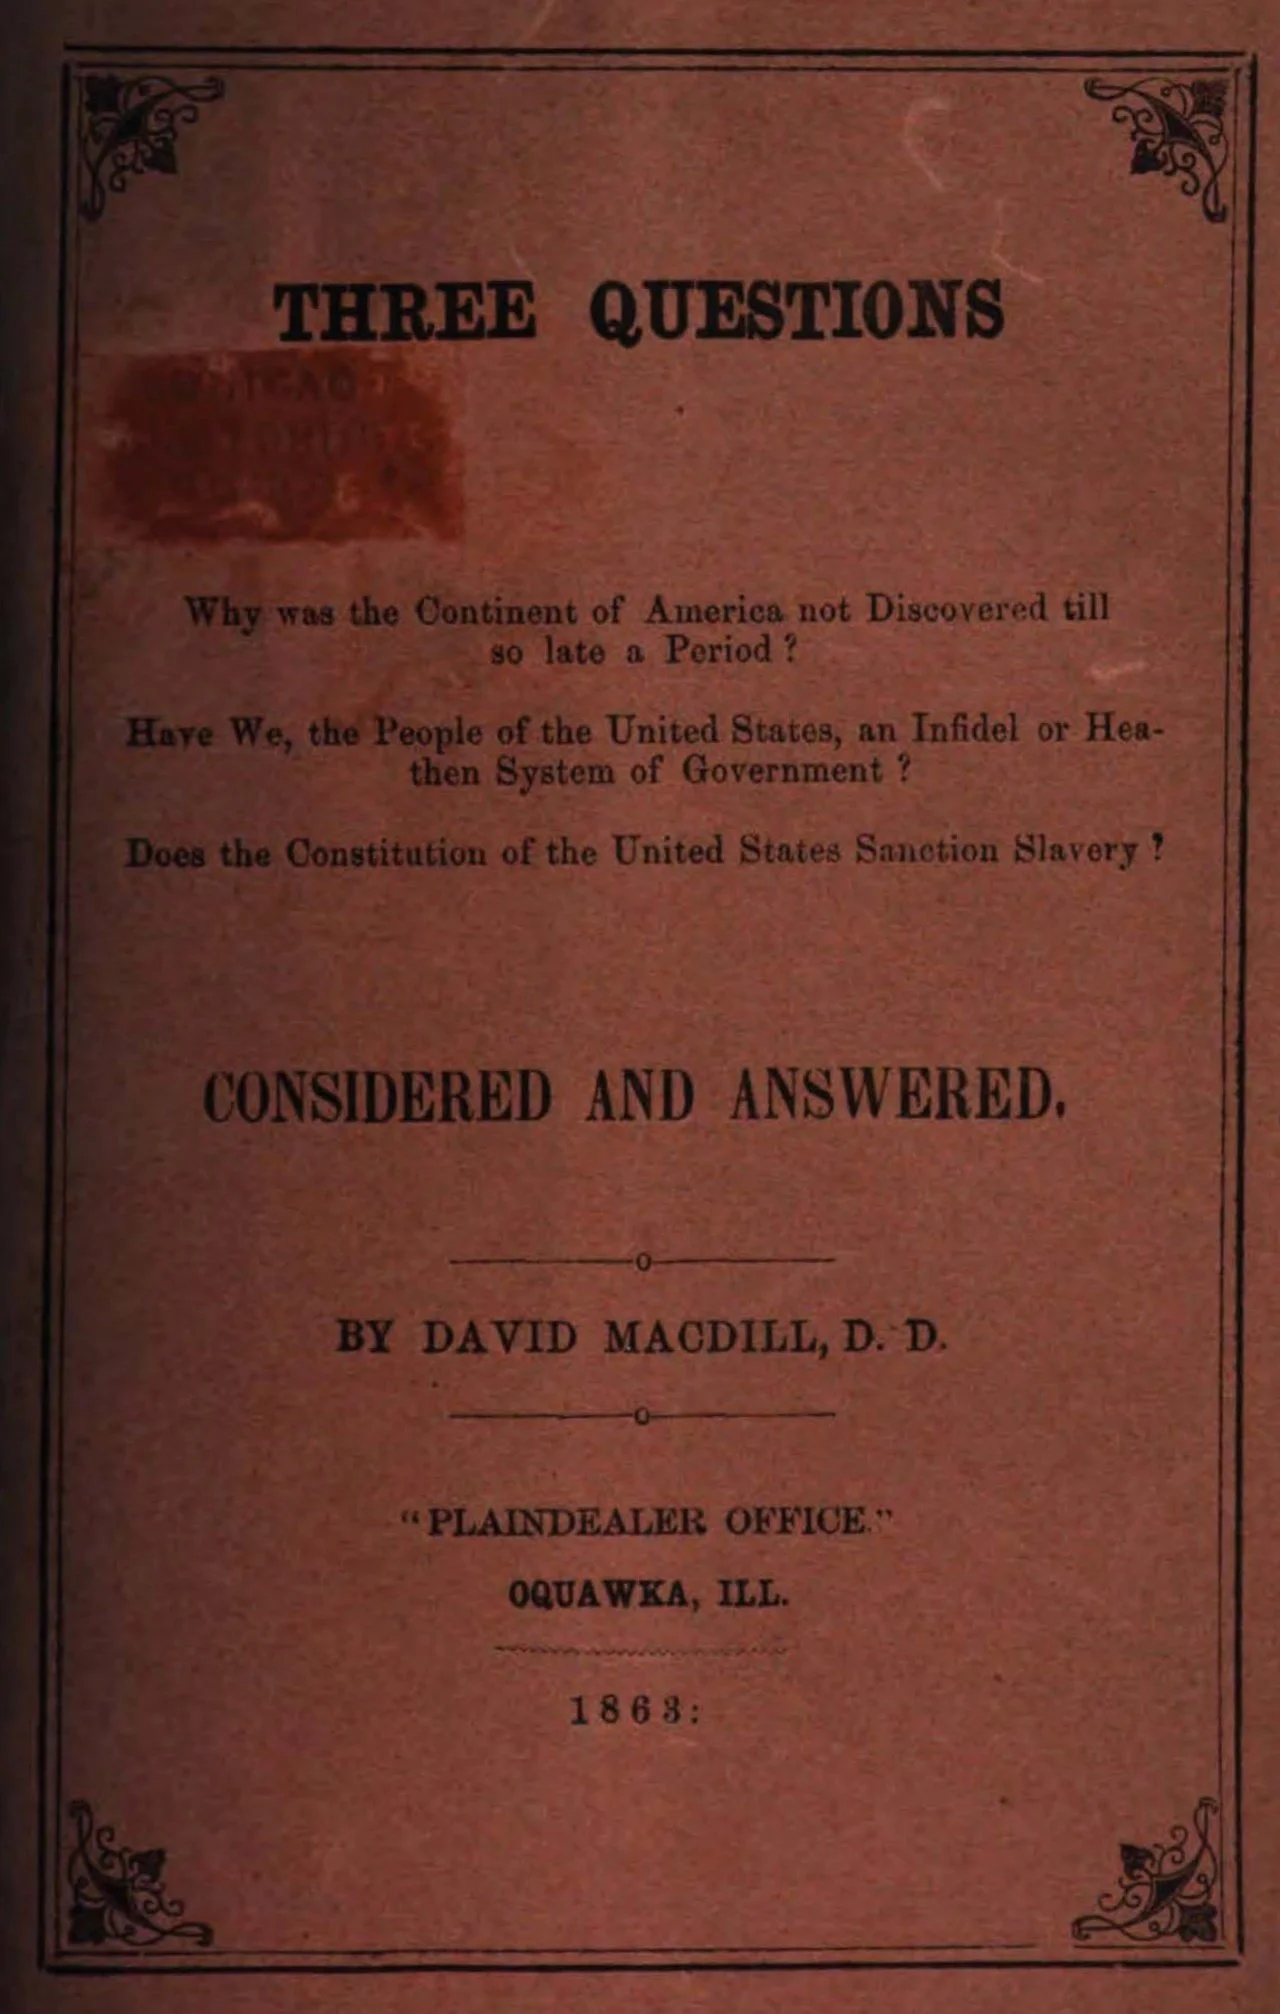 THREE QUESTIONS
Why was the Continent of America not Discovered till
so late a Period ?
Have We, the People of the United States, an Infidel or Hea-
then System of Government ?
Does the Constitution of the United States Sanction Slavery ?
CONSIDERED AND ANSWERED.
BY DAVID MACDILL, D. D.
"PLAINDEALER OFFICE."
OQUAWKA, ILL.
1863: